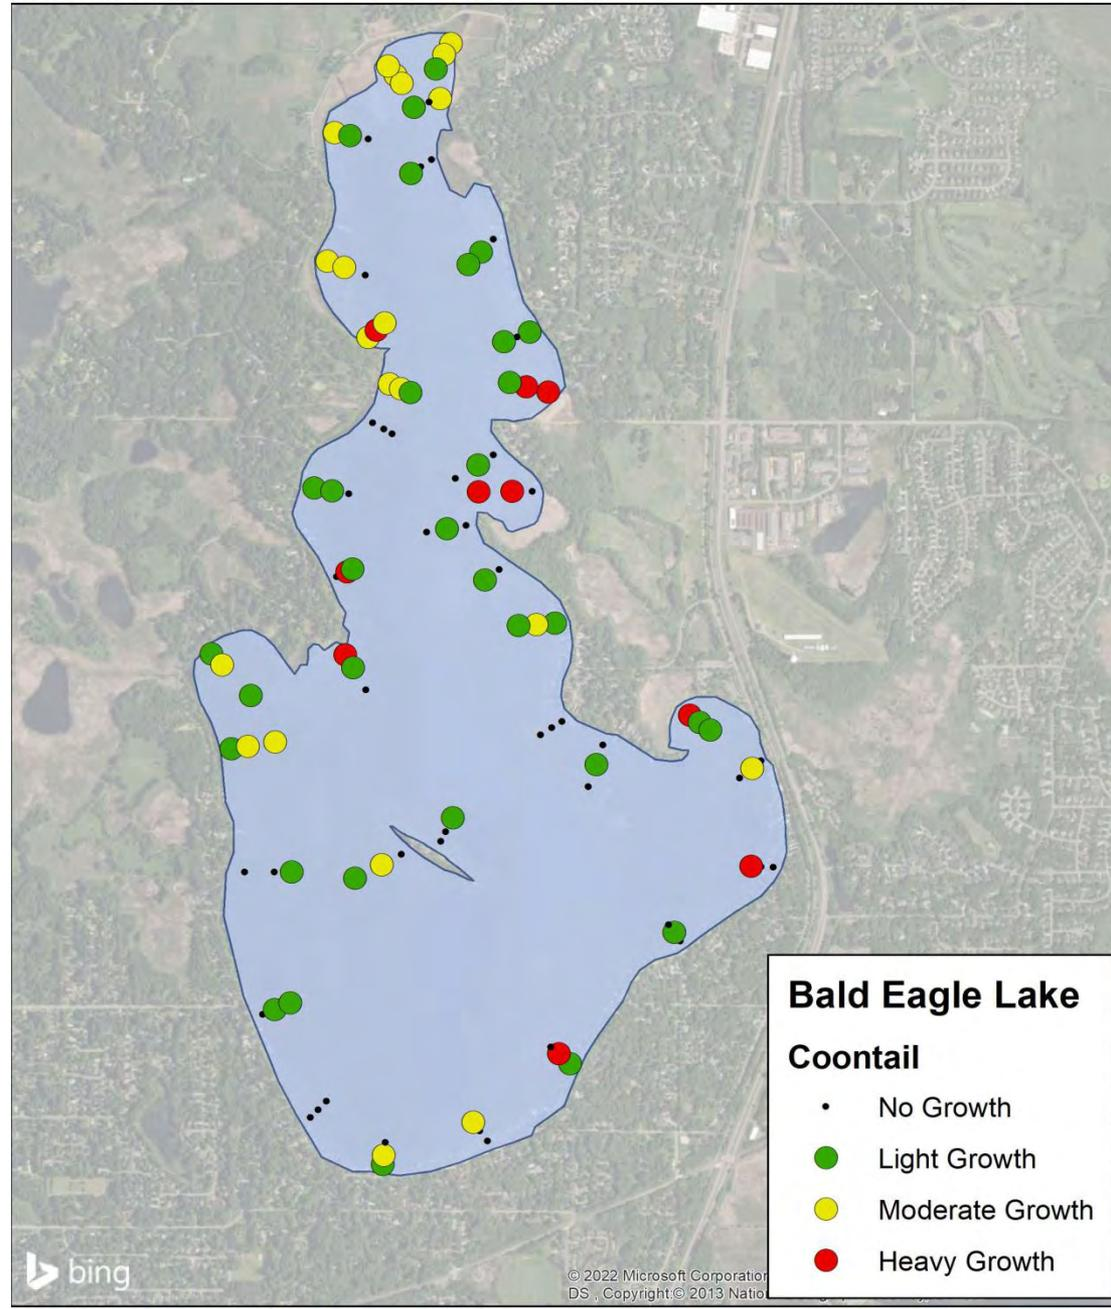 Bald Eagle Lake
Coontail
No Growth
Light Growth
Moderate Growth
Heavy Growth
bing
© 2022 Microsoft Corporation
DS , Copyright:© 2013